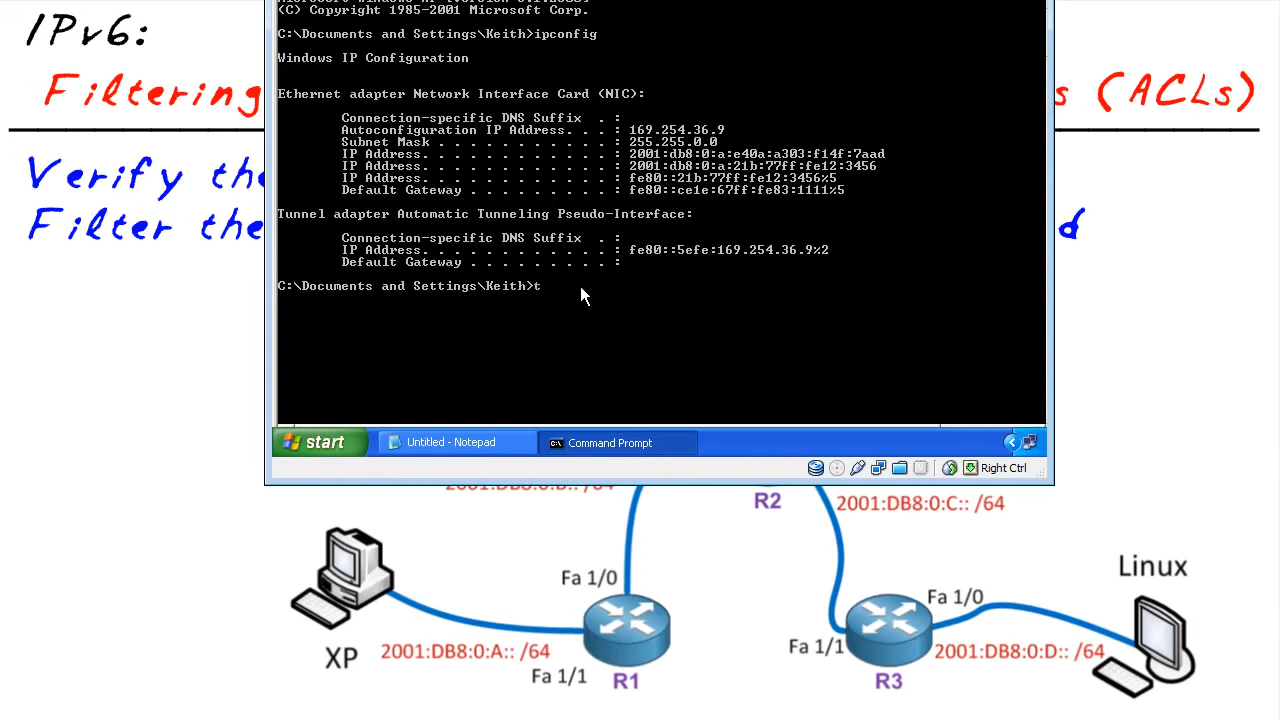 IPv6:
Filtering s (ACLs)
Verify the
Filter the d
(C) Copyright 1985-2001 Microsoft Corp.
C:\Documents and Settings\Keith>ipconfig
Windows IP Configuration
Ethernet adapter Network Interface Card (NIC):
Connection-specific DNS Suffix  . :
Autoconfiguration IP Address. . . : 169.254.36.9
Subnet Mask . . . . . . . . . . . : 255.255.0.0
IP Address. . . . . . . . . . . . : 2001:db8:0:a:e40a:a303:f14f:7aad
IP Address. . . . . . . . . . . . : 2001:db8:0:a:21b:77ff:fe12:3456
IP Address. . . . . . . . . . . . : fe80::21b:77ff:fe12:3456%5
Default Gateway . . . . . . . . . : fe80::ce1e:67ff:fe83:1111%5
Tunnel adapter Automatic Tunneling Pseudo-Interface:
Connection-specific DNS Suffix  . :
IP Address. . . . . . . . . . . . : fe80::5efe:169.254.36.9%2
Default Gateway . . . . . . . . . :
C:\Documents and Settings\Keith>t
start
Untitled - Notepad
Command Prompt
Right Ctrl
R2
2001:DB8:0:C:: /64
Fa 1/0
Linux
Fa 1/0
XP
2001:DB8:0:A:: /64
Fa 1/1
R1
Fa 1/1
R3
2001:DB8:0:D:: /64